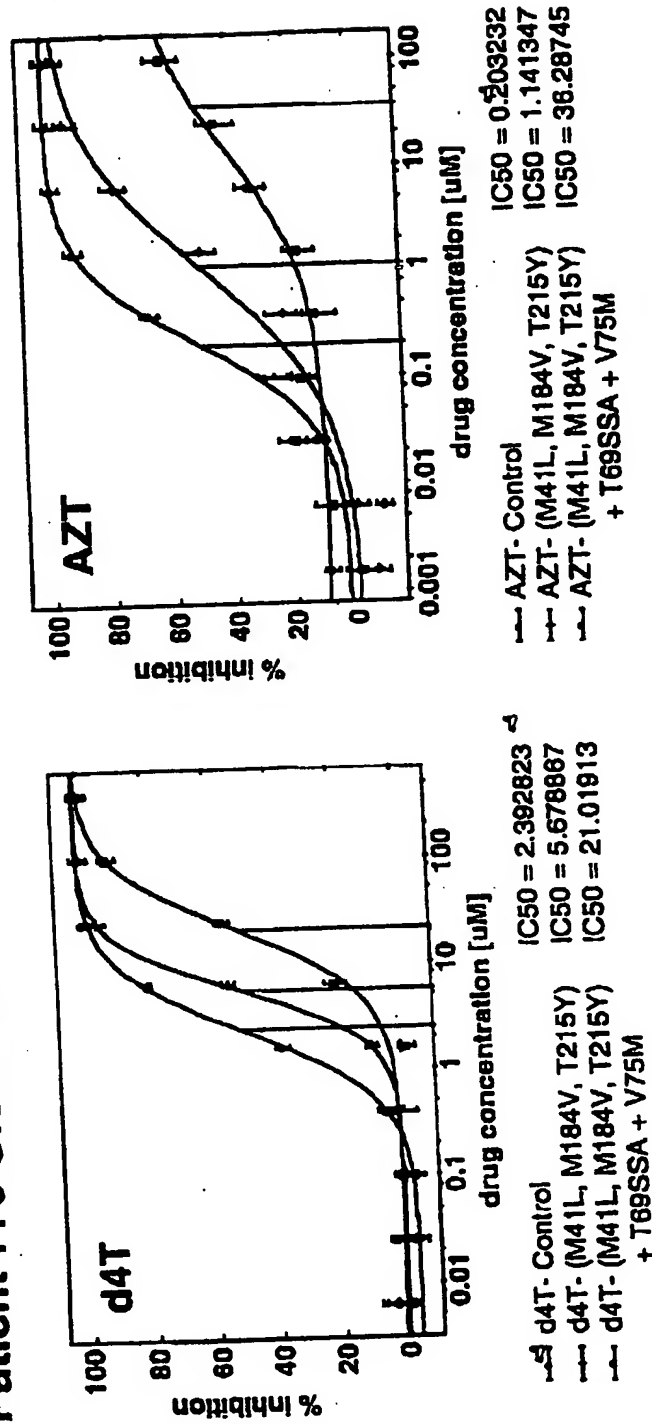 d4T
% inhibition
100
80
60
40
20
0
0.01
0.1
1
10
100
drug concentration [uM]
d4T- Control IC50 = 2.392823
d4T- (M41L, M184V, T215Y) IC50 = 5.678867
d4T- (M41L, M184V, T215Y) IC50 = 21.01913
+ T69SSA + V75M
AZT
% inhibition
100
80
60
40
20
0.001
0.01
0.1
1
10
100
drug concentration [uM]
AZT- Control IC50 = 0.203232
AZT- (M41L, M184V, T215Y) IC50 = 1.141347
AZT- (M41L, M184V, T215Y) IC50 = 36.28745
+ T69SSA + V75M